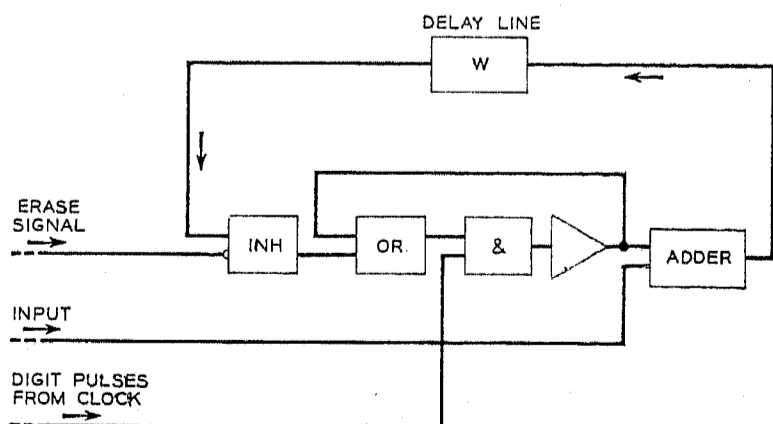 DELAY LINE
W
ERASE
SIGNAL
INH
OR.
&
ADDER
INPUT
DIGIT PULSES
FROM CLOCK